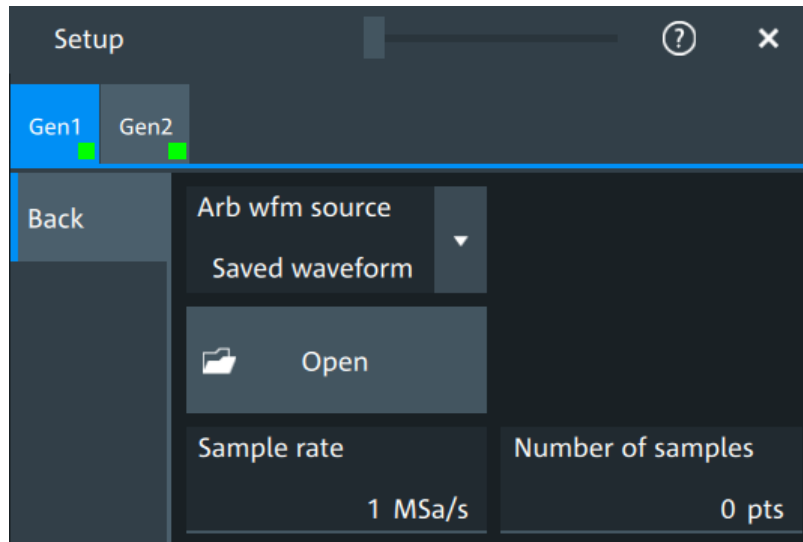 Setup
?
Gen1 Gen2
Back
Arb wfm source
Saved waveform
Open
Sample rate
1 MSa/s
Number of samples
0 pts